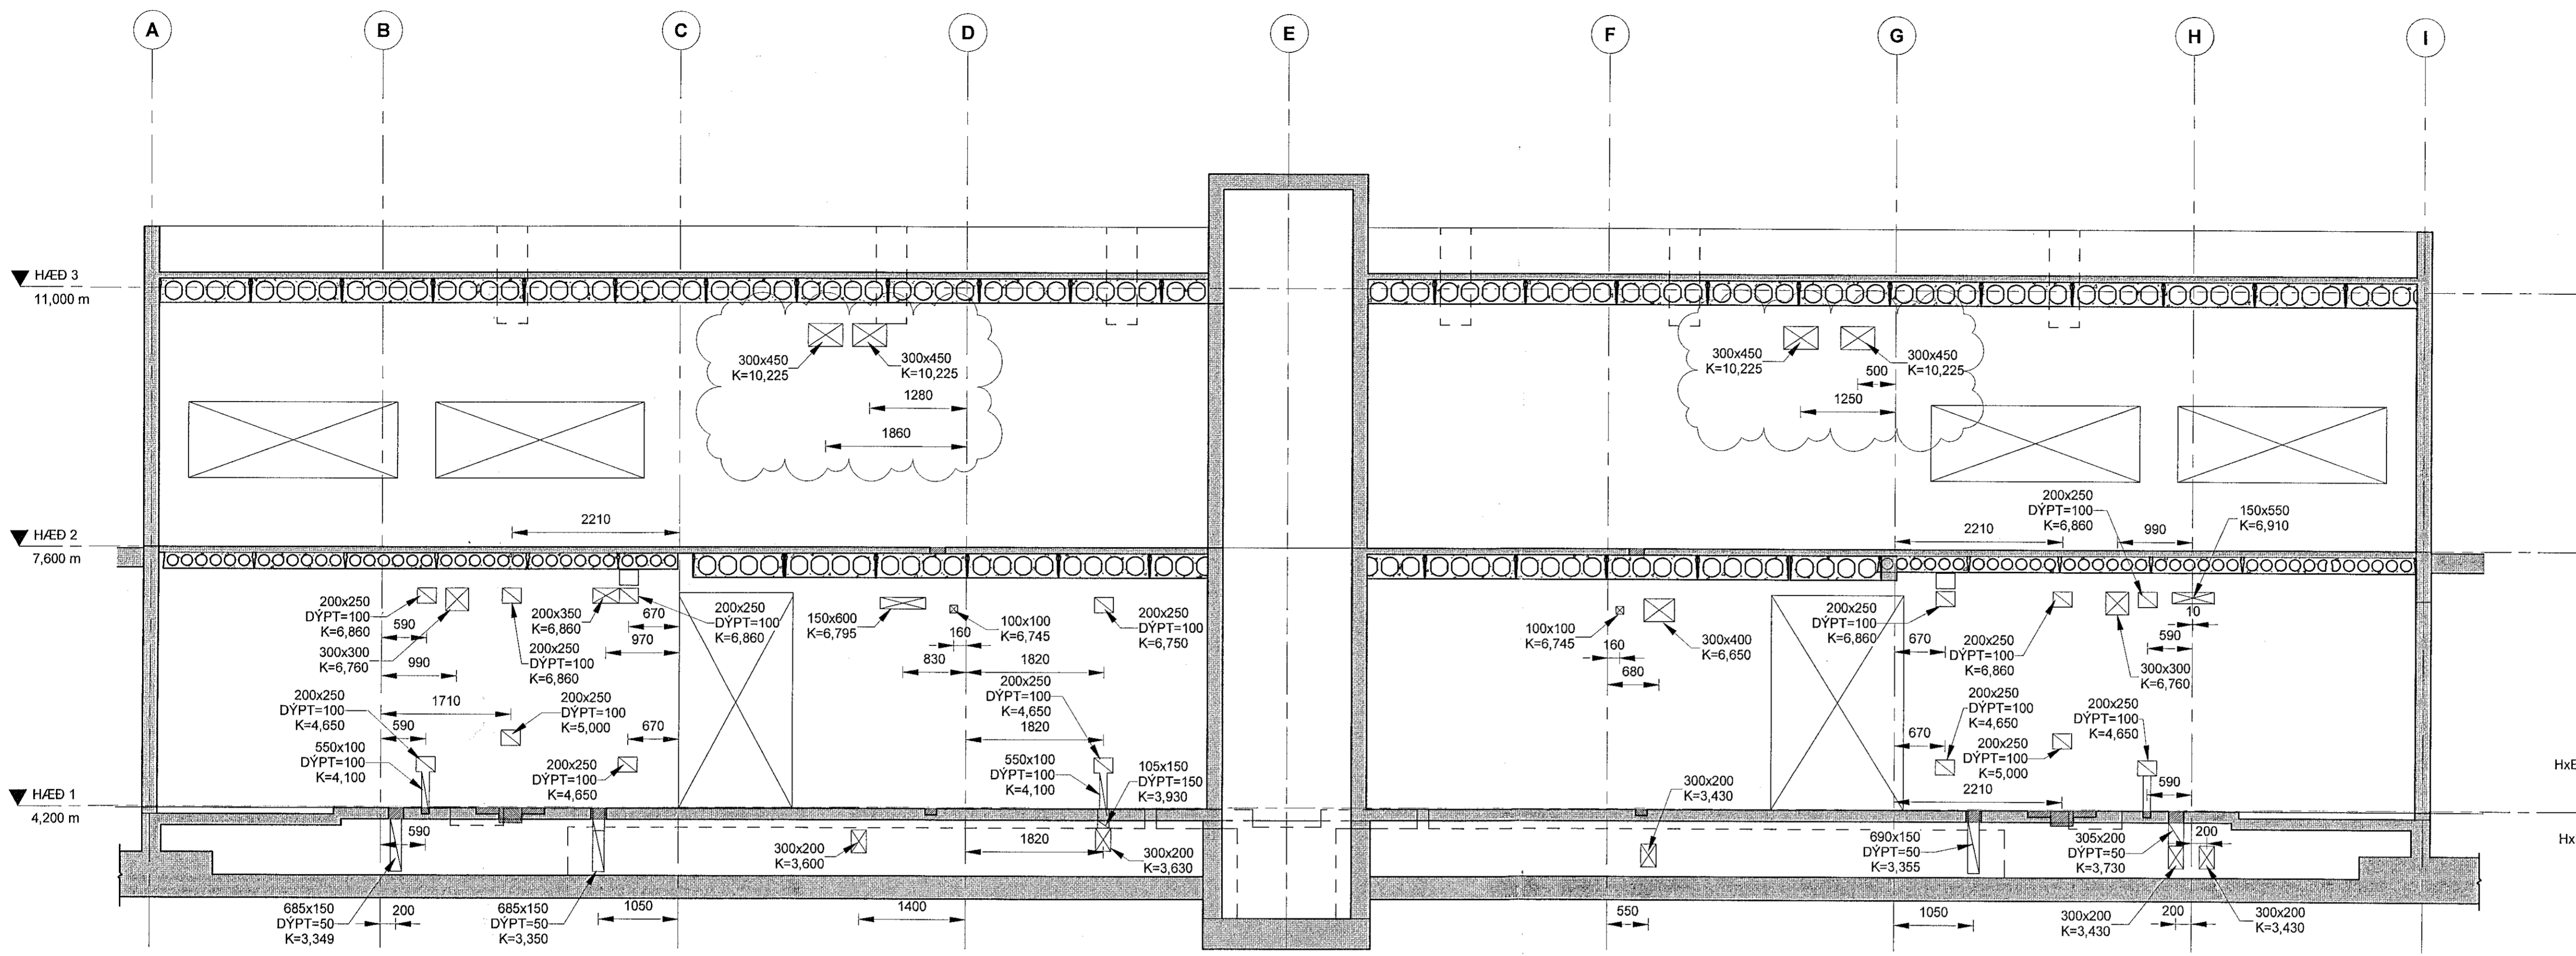 A
B
C
D
E
F
G
H
I
HÆÐ 3
11,000 m
300x450
K=10,225
300x450
K=10,225
1280
1860
300x450
K=10,225
300x450
K=10,225
500
1250
HÆÐ 2
7,600 m
2210
2210
200x250
DÝPT=100
K=6,860
990
150x550
K=6,910
200x250
DÝPT=100
K=6,860
590
300x300
K=6,760
990
200x350
K=6,860
200x250
DÝPT=100
K=6,860
670
970
200x250
DÝPT=100
K=6,860
150x600
K=6,795
100x100
K=6,745
160
830
1820
200x250
DÝPT=100
K=6,750
100x100
K=6,745
160
680
300x400
K=6,650
200x250
DÝPT=100
K=6,860
670
200x250
DÝPT=100
K=6,860
10
590
300x300
K=6,760
200x250
DÝPT=100
K=4,650
590
1710
200x250
DÝPT=100
K=5,000
670
550x100
DÝPT=100
K=4,100
200x250
DÝPT=100
K=4,650
200x250
DÝPT=100
K=4,650
1820
550x100
DÝPT=100
K=4,100
105x150
DÝPT=150
K=3,930
200x250
DÝPT=100
K=4,650
670
200x250
DÝPT=100
K=5,000
200x250
DÝPT=100
K=4,650
590
2210
HÆÐ 1
4,200 m
590
300x200
K=3,600
1820
300x200
K=3,630
300x200
K=3,430
690x150
DÝPT=50
K=3,355
305x200
DÝPT=50
K=3,730
200
685x150
DÝPT=50
K=3,349
200
685x150
DÝPT=50
K=3,350
1050
1400
550
1050
300x200
K=3,430
200
300x200
K=3,430
HxE
Hx